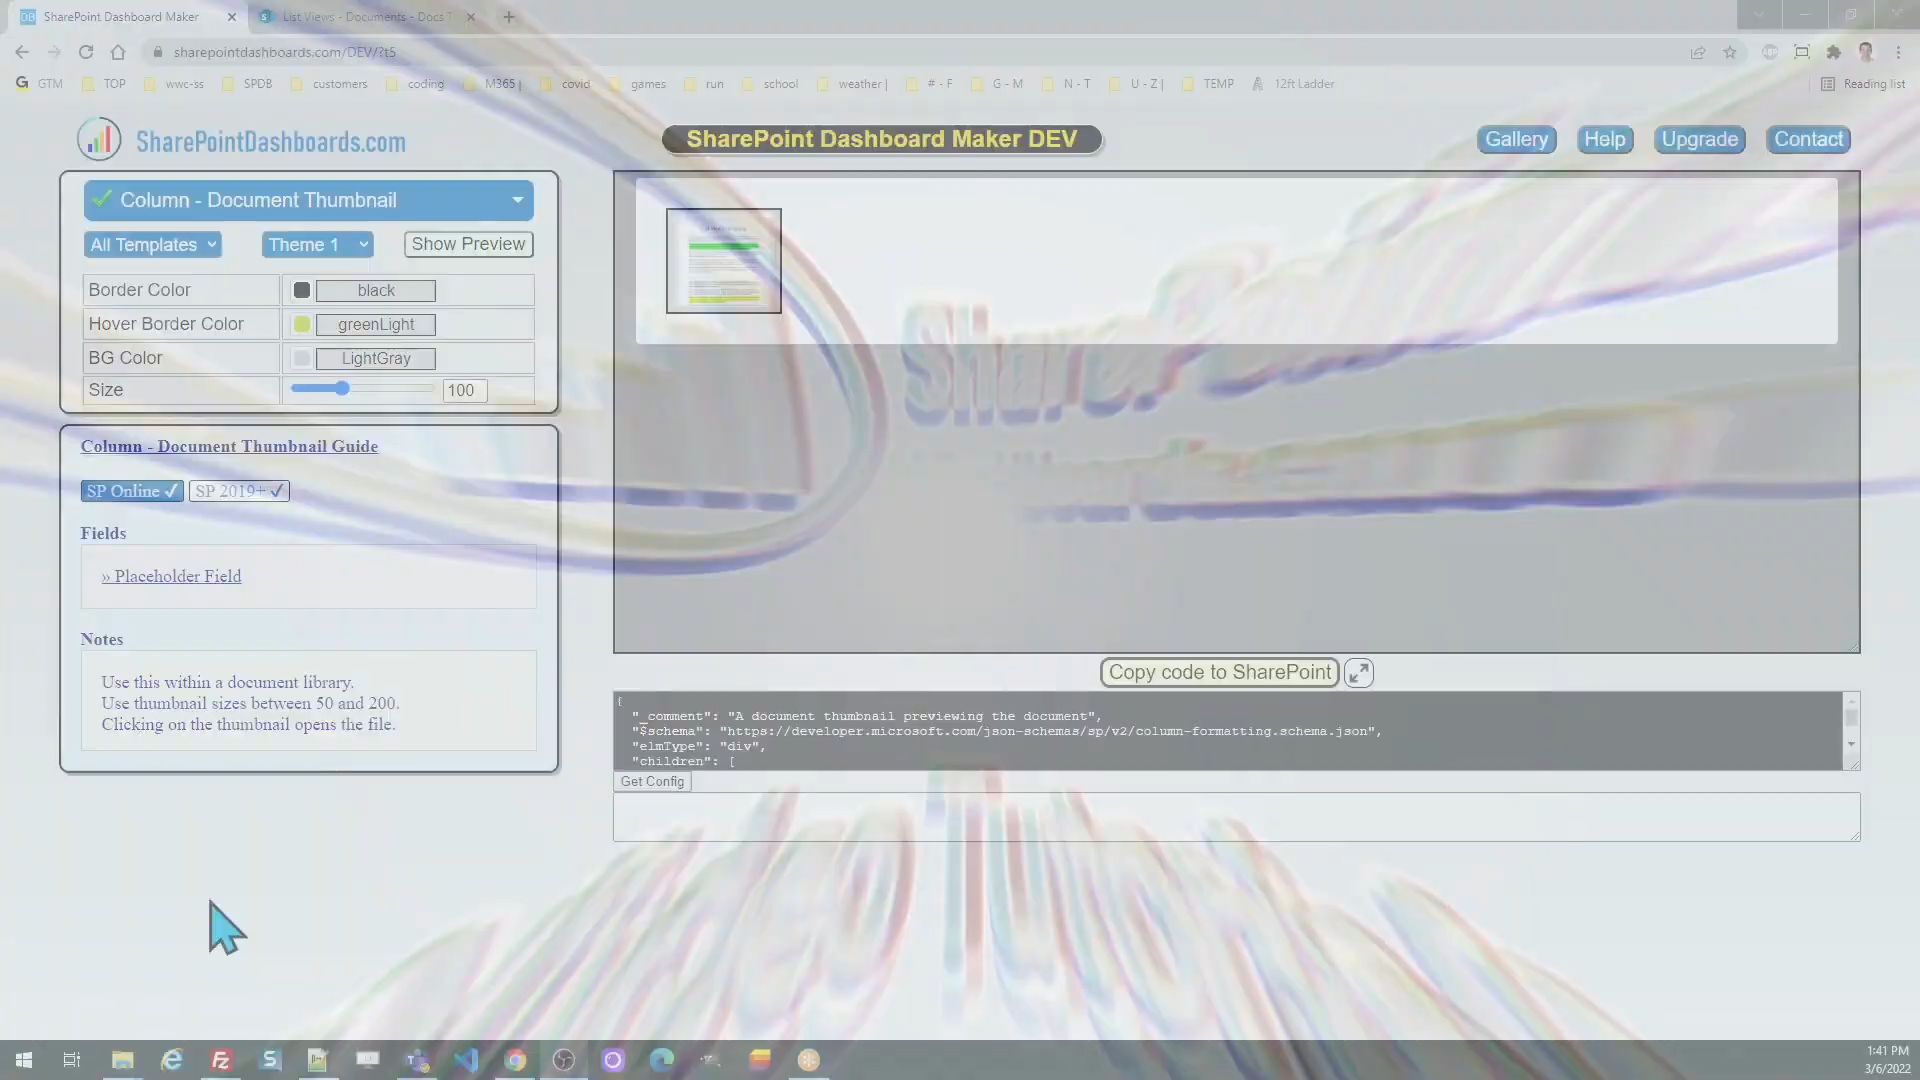 SharePoint Dashboard Maker
List Views - Documents - Docs T
sharepointdashboards.com/DEV/?t5
GTM TOP wwc-ss SPDB customers coding M365 | covid games run school weather | # - F G - M N - T U - Z | TEMP 12ft Ladder Reading list
SharePointDashboards.com
SharePoint Dashboard Maker DEV
Gallery Help Upgrade Contact
Column - Document Thumbnail
All Templates Theme 1 Show Preview
Border Color black
Hover Border Color greenLight
BG Color LightGray
Size 100
Column - Document Thumbnail Guide
SP Online ✓ SP 2019+ ✓
Fields
» Placeholder Field
Notes
Use this within a document library.
Use thumbnail sizes between 50 and 200.
Clicking on the thumbnail opens the file.
Share
Copy code to SharePoint
{
"_comment": "A document thumbnail previewing the document",
"$schema": "https://developer.microsoft.com/json-schemas/sp/v2/column-formatting.schema.json",
"elmType": "div",
"children": [
Get Config
1:41 PM
3/6/2022